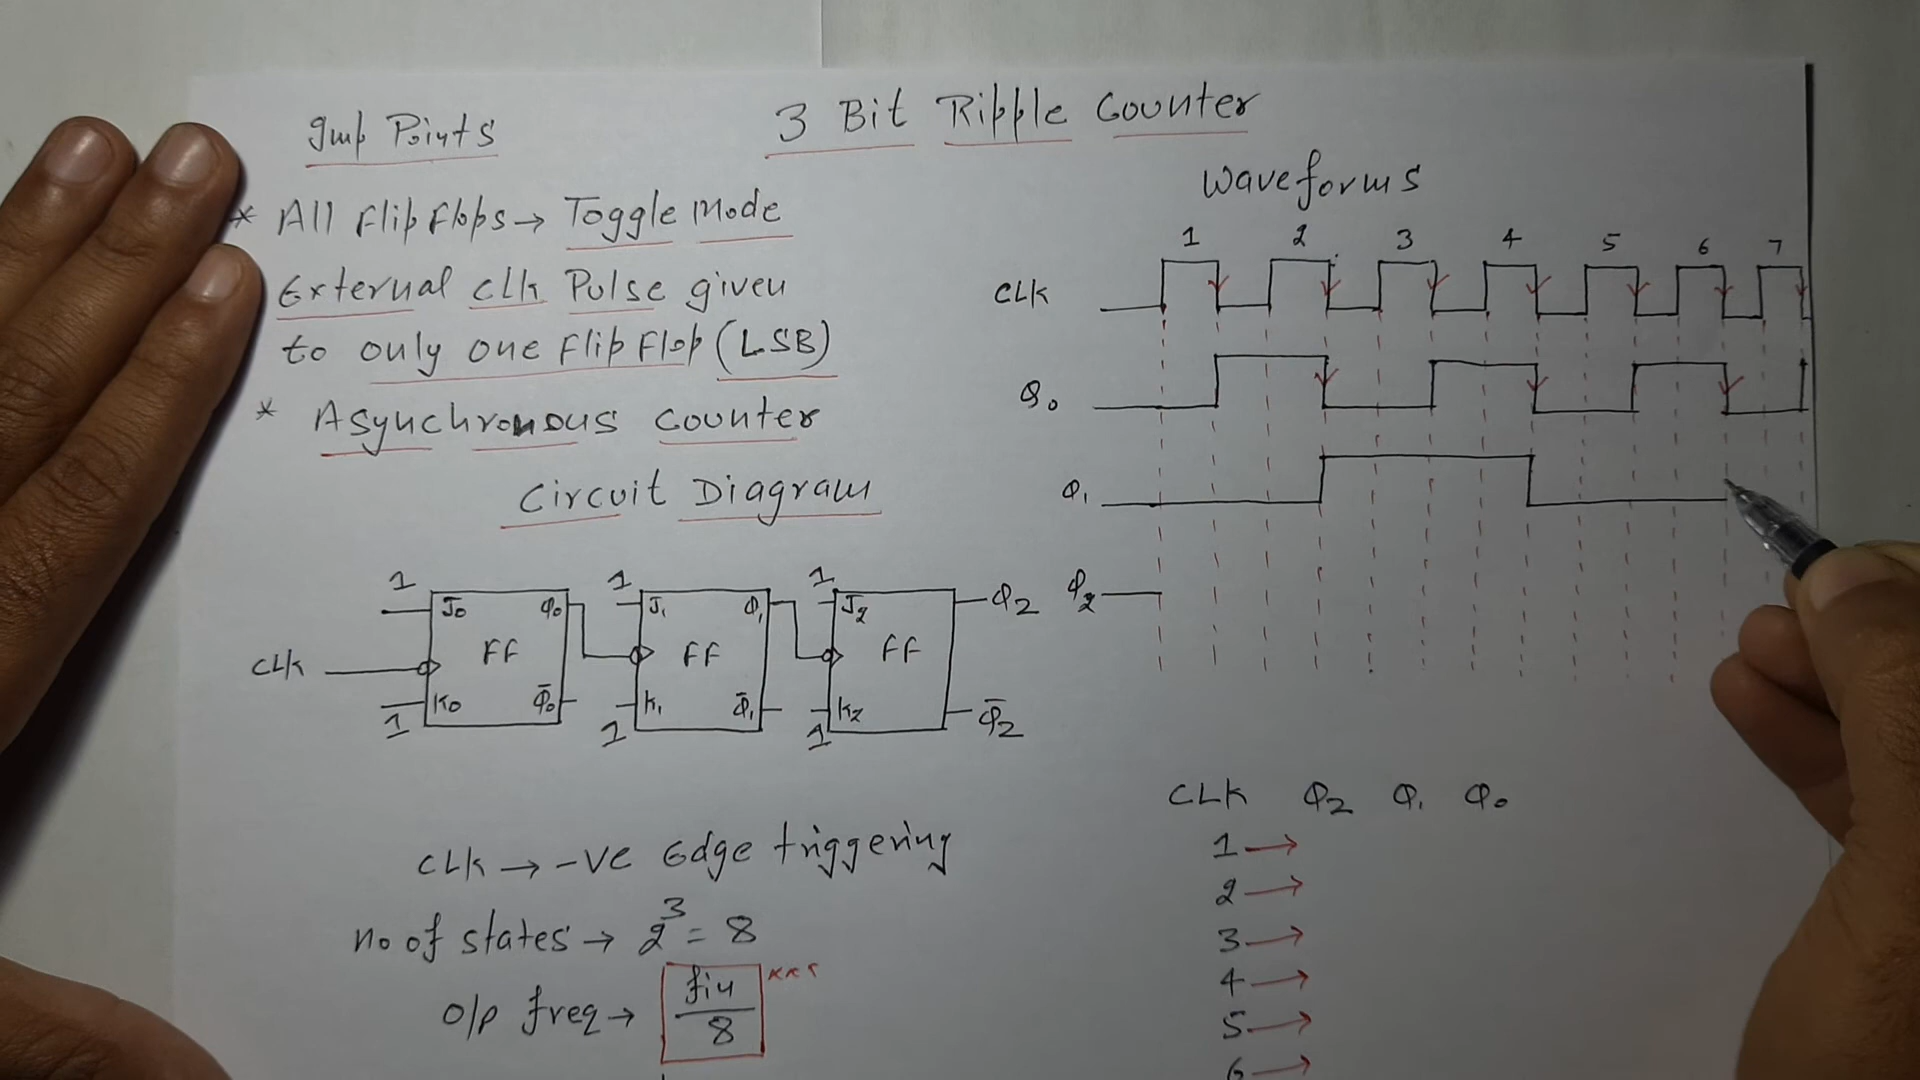 Imp Points
3 Bit Ripple Counter
* All Flip Flops → Toggle Mode
External clk Pulse given
to only one Flip Flop (LSB)
* Asynchronous Counter
Circuit Diagram
1 1 1
J0 Q0 J1 Q1 J2 Q2
FF FF FF
CLK
K0 Q̅0 K1 Q̅1 K2 Q̅2
1 1 1
CLK → -ve Edge triggering
no of states → 2³ = 8
O/P freq → fin/8
Waveforms
1 2 3 4 5 6 7
CLK
Q0
Q1
Q2
CLK Q2 Q1 Q0
1 →
2 →
3 →
4 →
5 →
6 →